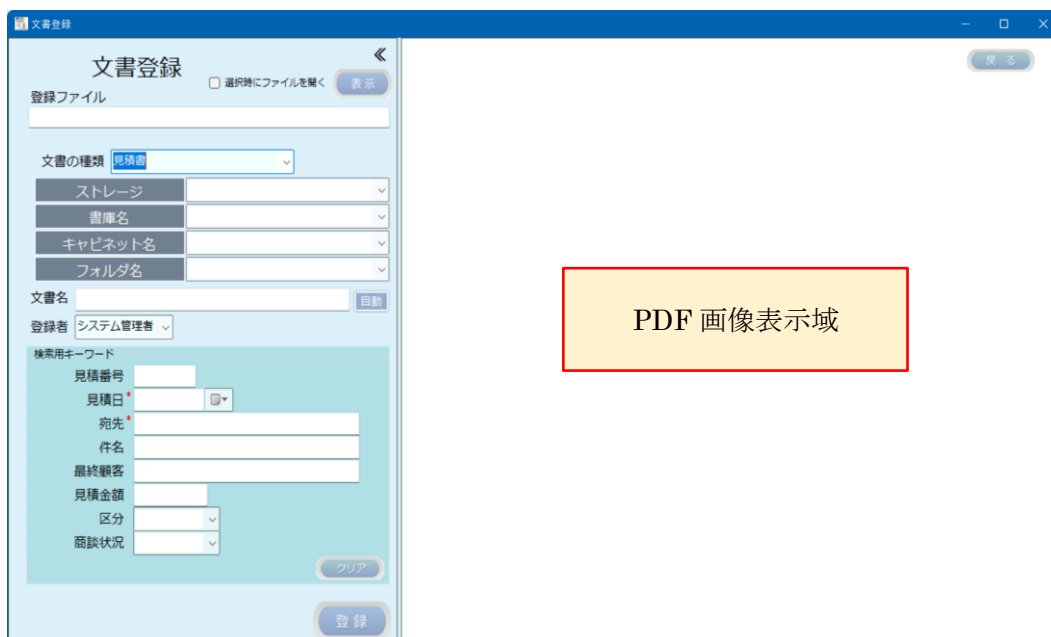 文書登録
文書登録
≪
選択時にファイルを開く
表示
戻る
登録ファイル
文書の種類 見積書
ストレージ
書庫名
キャビネット名
フォルダ名
文書名
自動
登録者 システム管理者
検索用キーワード
見積番号
見積日*
宛先*
件名
最終顧客
見積金額
区分
商談状況
クリア
登録
PDF 画像表示域